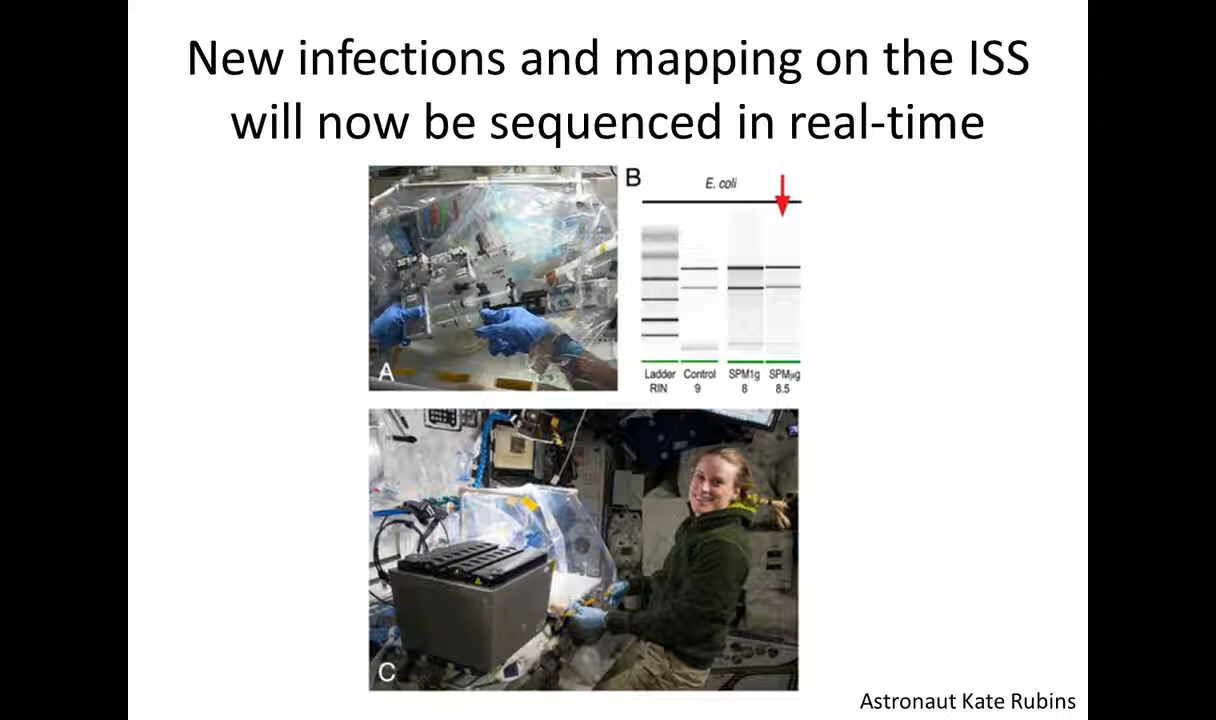 New infections and mapping on the ISS
will now be sequenced in real-time
A
B
E. coli
Ladder Control SPM1g SPMµg
RIN 9 8 8.5
C
Astronaut Kate Rubins